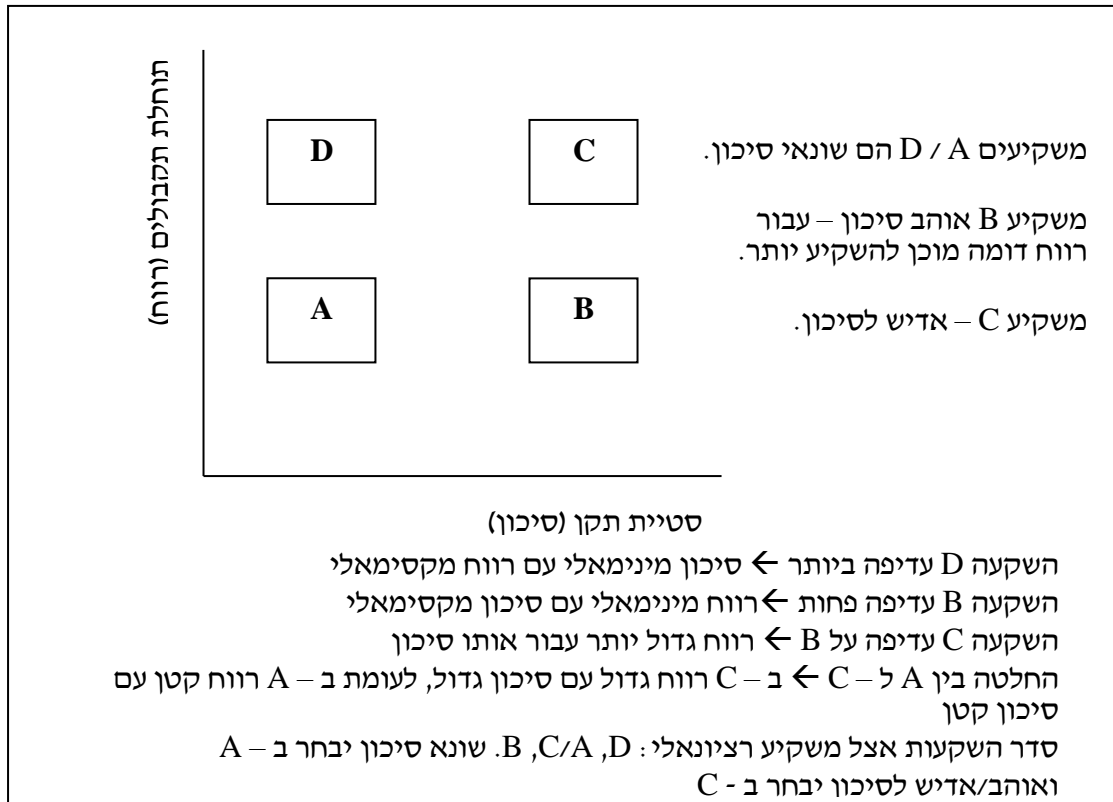 תוחלת תקבולים (רווח)
D
C
A
B
משקיעים D / A הם שונאי סיכון.
משקיע B אוהב סיכון – עבור
רווח דומה מוכן להשקיע יותר.
משקיע C – אדיש לסיכון.
סטיית תקן (סיכון)
השקעה D עדיפה ביותר ← סיכון מינימאלי עם רווח מקסימאלי
השקעה B עדיפה פחות ←רווח מינימאלי עם סיכון מקסימאלי
השקעה C עדיפה על B ← רווח גדול יותר עבור אותו סיכון
החלטה בין A ל – C ← ב – C רווח גדול עם סיכון גדול, לעומת ב – A רווח קטן עם
סיכון קטן
סדר השקעות אצל משקיע רציונאלי: B ,C/A ,D. שונא סיכון יבחר ב – A
ואוהב/אדיש לסיכון יבחר ב - C